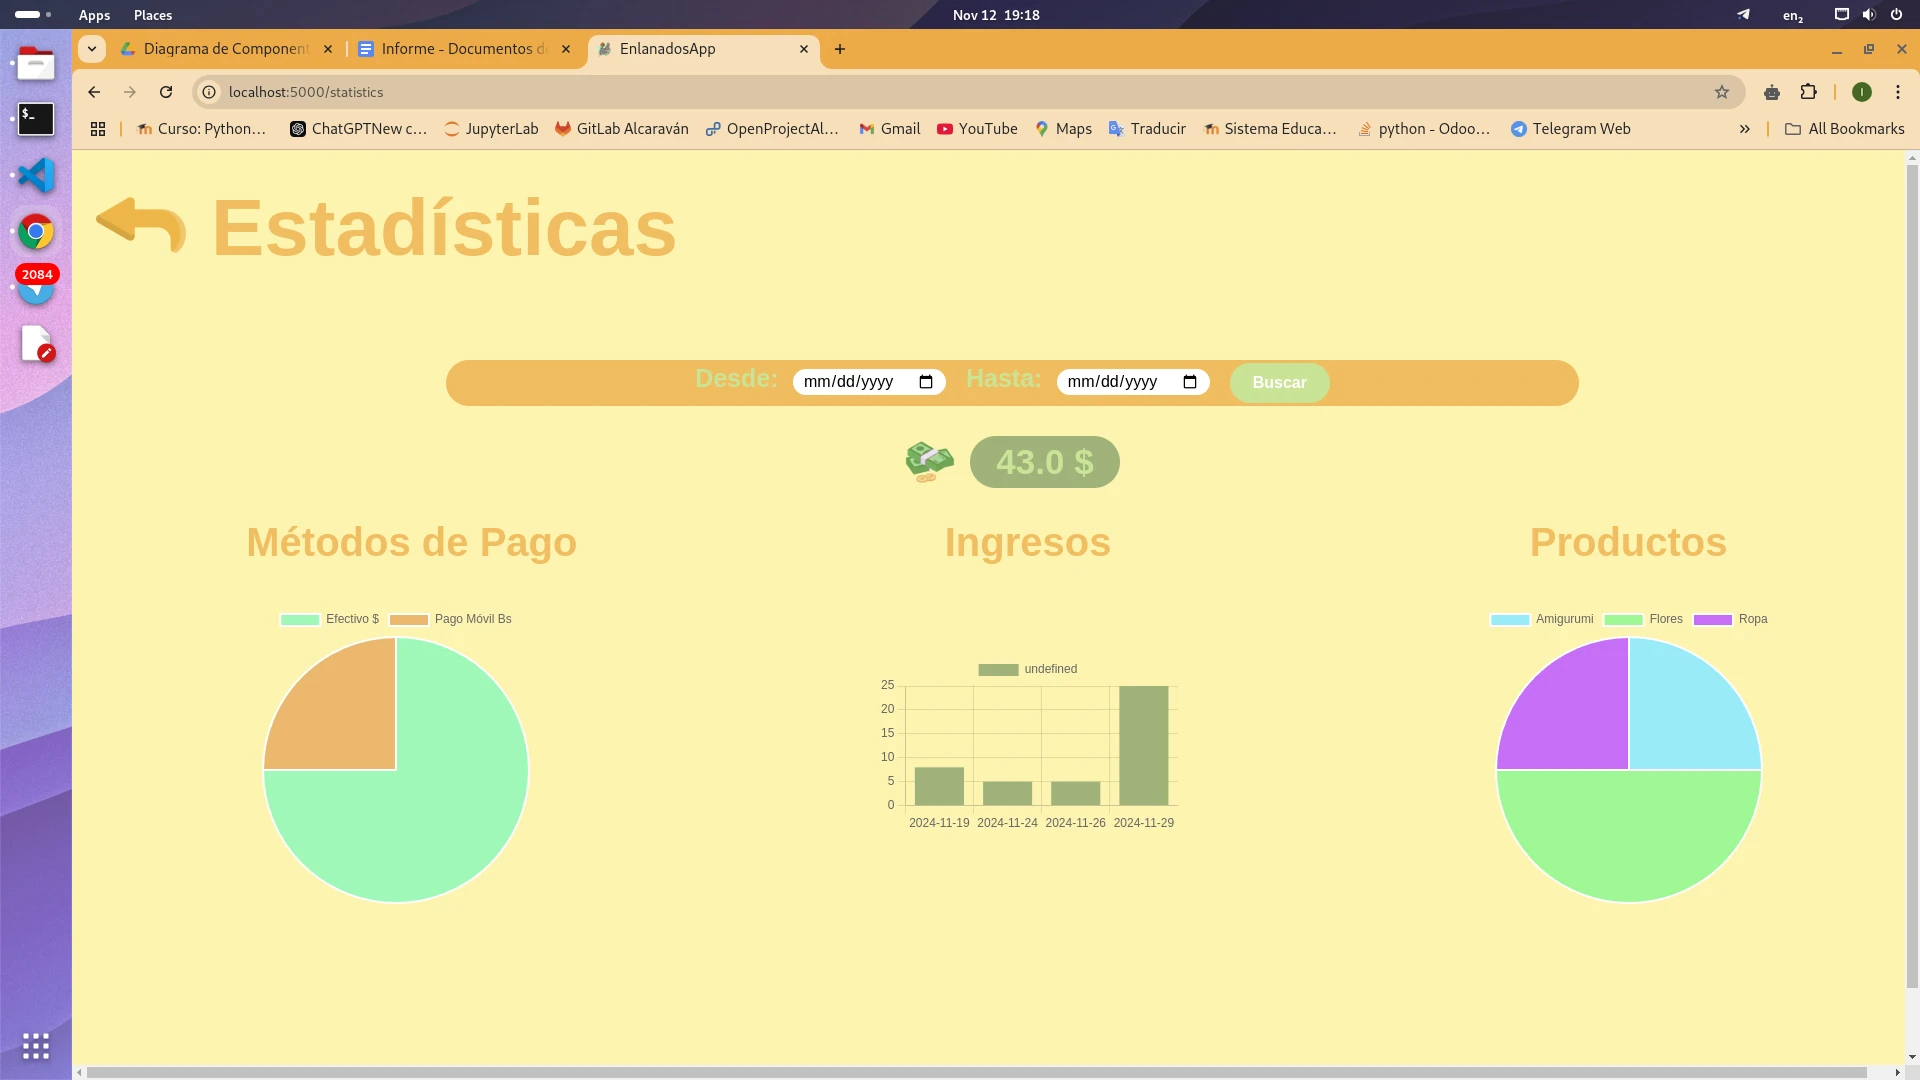 Apps Places Nov 12 19:18 en2
Diagrama de Component Informe - Documentos de EnlanadosApp
localhost:5000/statistics I
Curso: Python... ChatGPTNew c... JupyterLab GitLab Alcaraván OpenProjectAl... Gmail YouTube Maps Traducir Sistema Educa... python - Odoo... Telegram Web » All Bookmarks
$_
2084
Estadísticas
Desde: mm/dd/yyyy Hasta: mm/dd/yyyy Buscar
43.0 $
Métodos de Pago
Efectivo $ Pago Móvil Bs
Ingresos
undefined
25
20
15
10
5
0
2024-11-19 2024-11-24 2024-11-26 2024-11-29
Productos
Amigurumi Flores Ropa